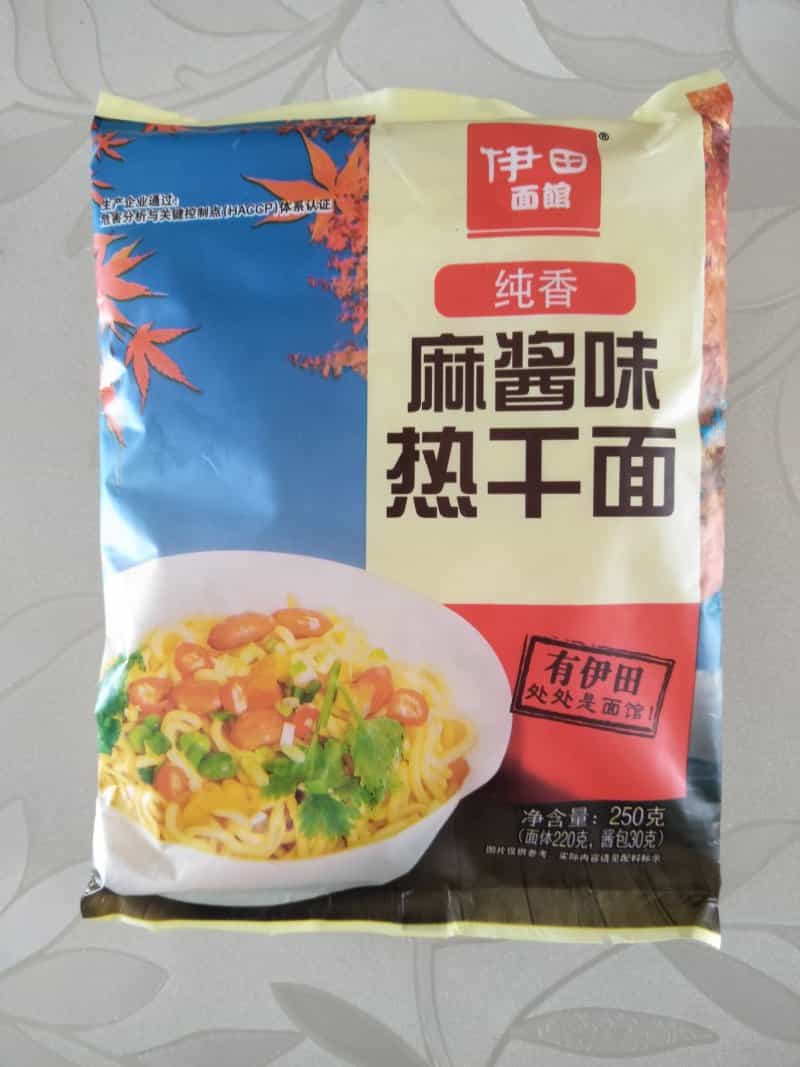 生产企业通过:
危害分析与关键控制点(HACCP)体系认证
伊田®
面館
纯香
麻酱味
热干面
有伊田
处处是面馆!
净含量: 250克
(面体220克, 酱包30克)
图片仅供参考 实际内容请见配料标示